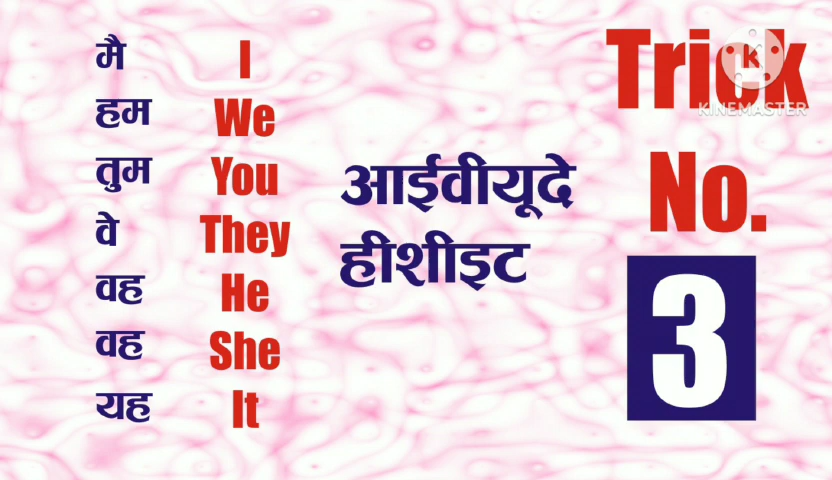 मै I
हम We
तुम You
वे They
वह He
वह She
यह It
आईवीयूदे
हीशीइट
Trick
KINEMASTER
No.
3